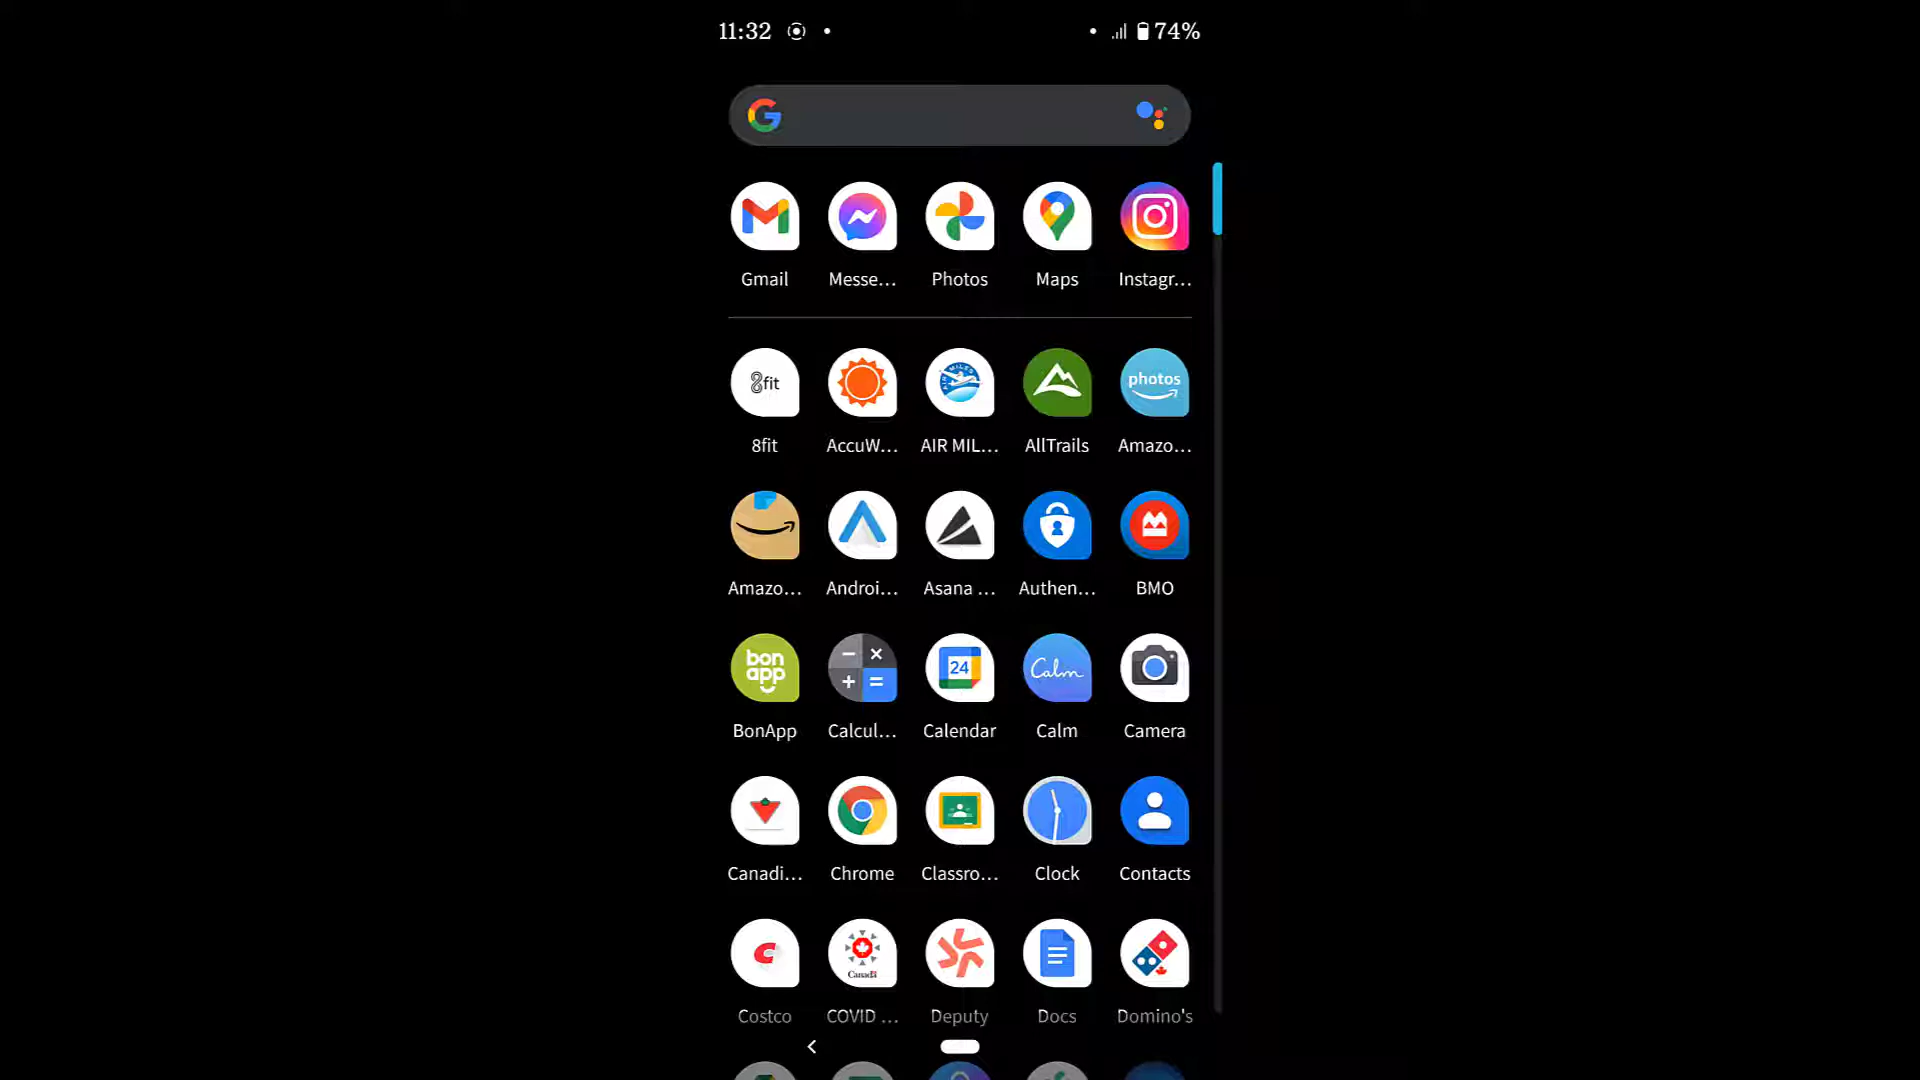 11:32 74%
Gmail Messe... Photos Maps Instagr...
8fit AIR MILES photos
8fit AccuW... AIR MIL... AllTrails Amazo...
Amazo... Androi... Asana ... Authen... BMO
bon 24 Calm
app
BonApp Calcul... Calendar Calm Camera
Canadi... Chrome Classro... Clock Contacts
Canada
Costco COVID ... Deputy Docs Domino's